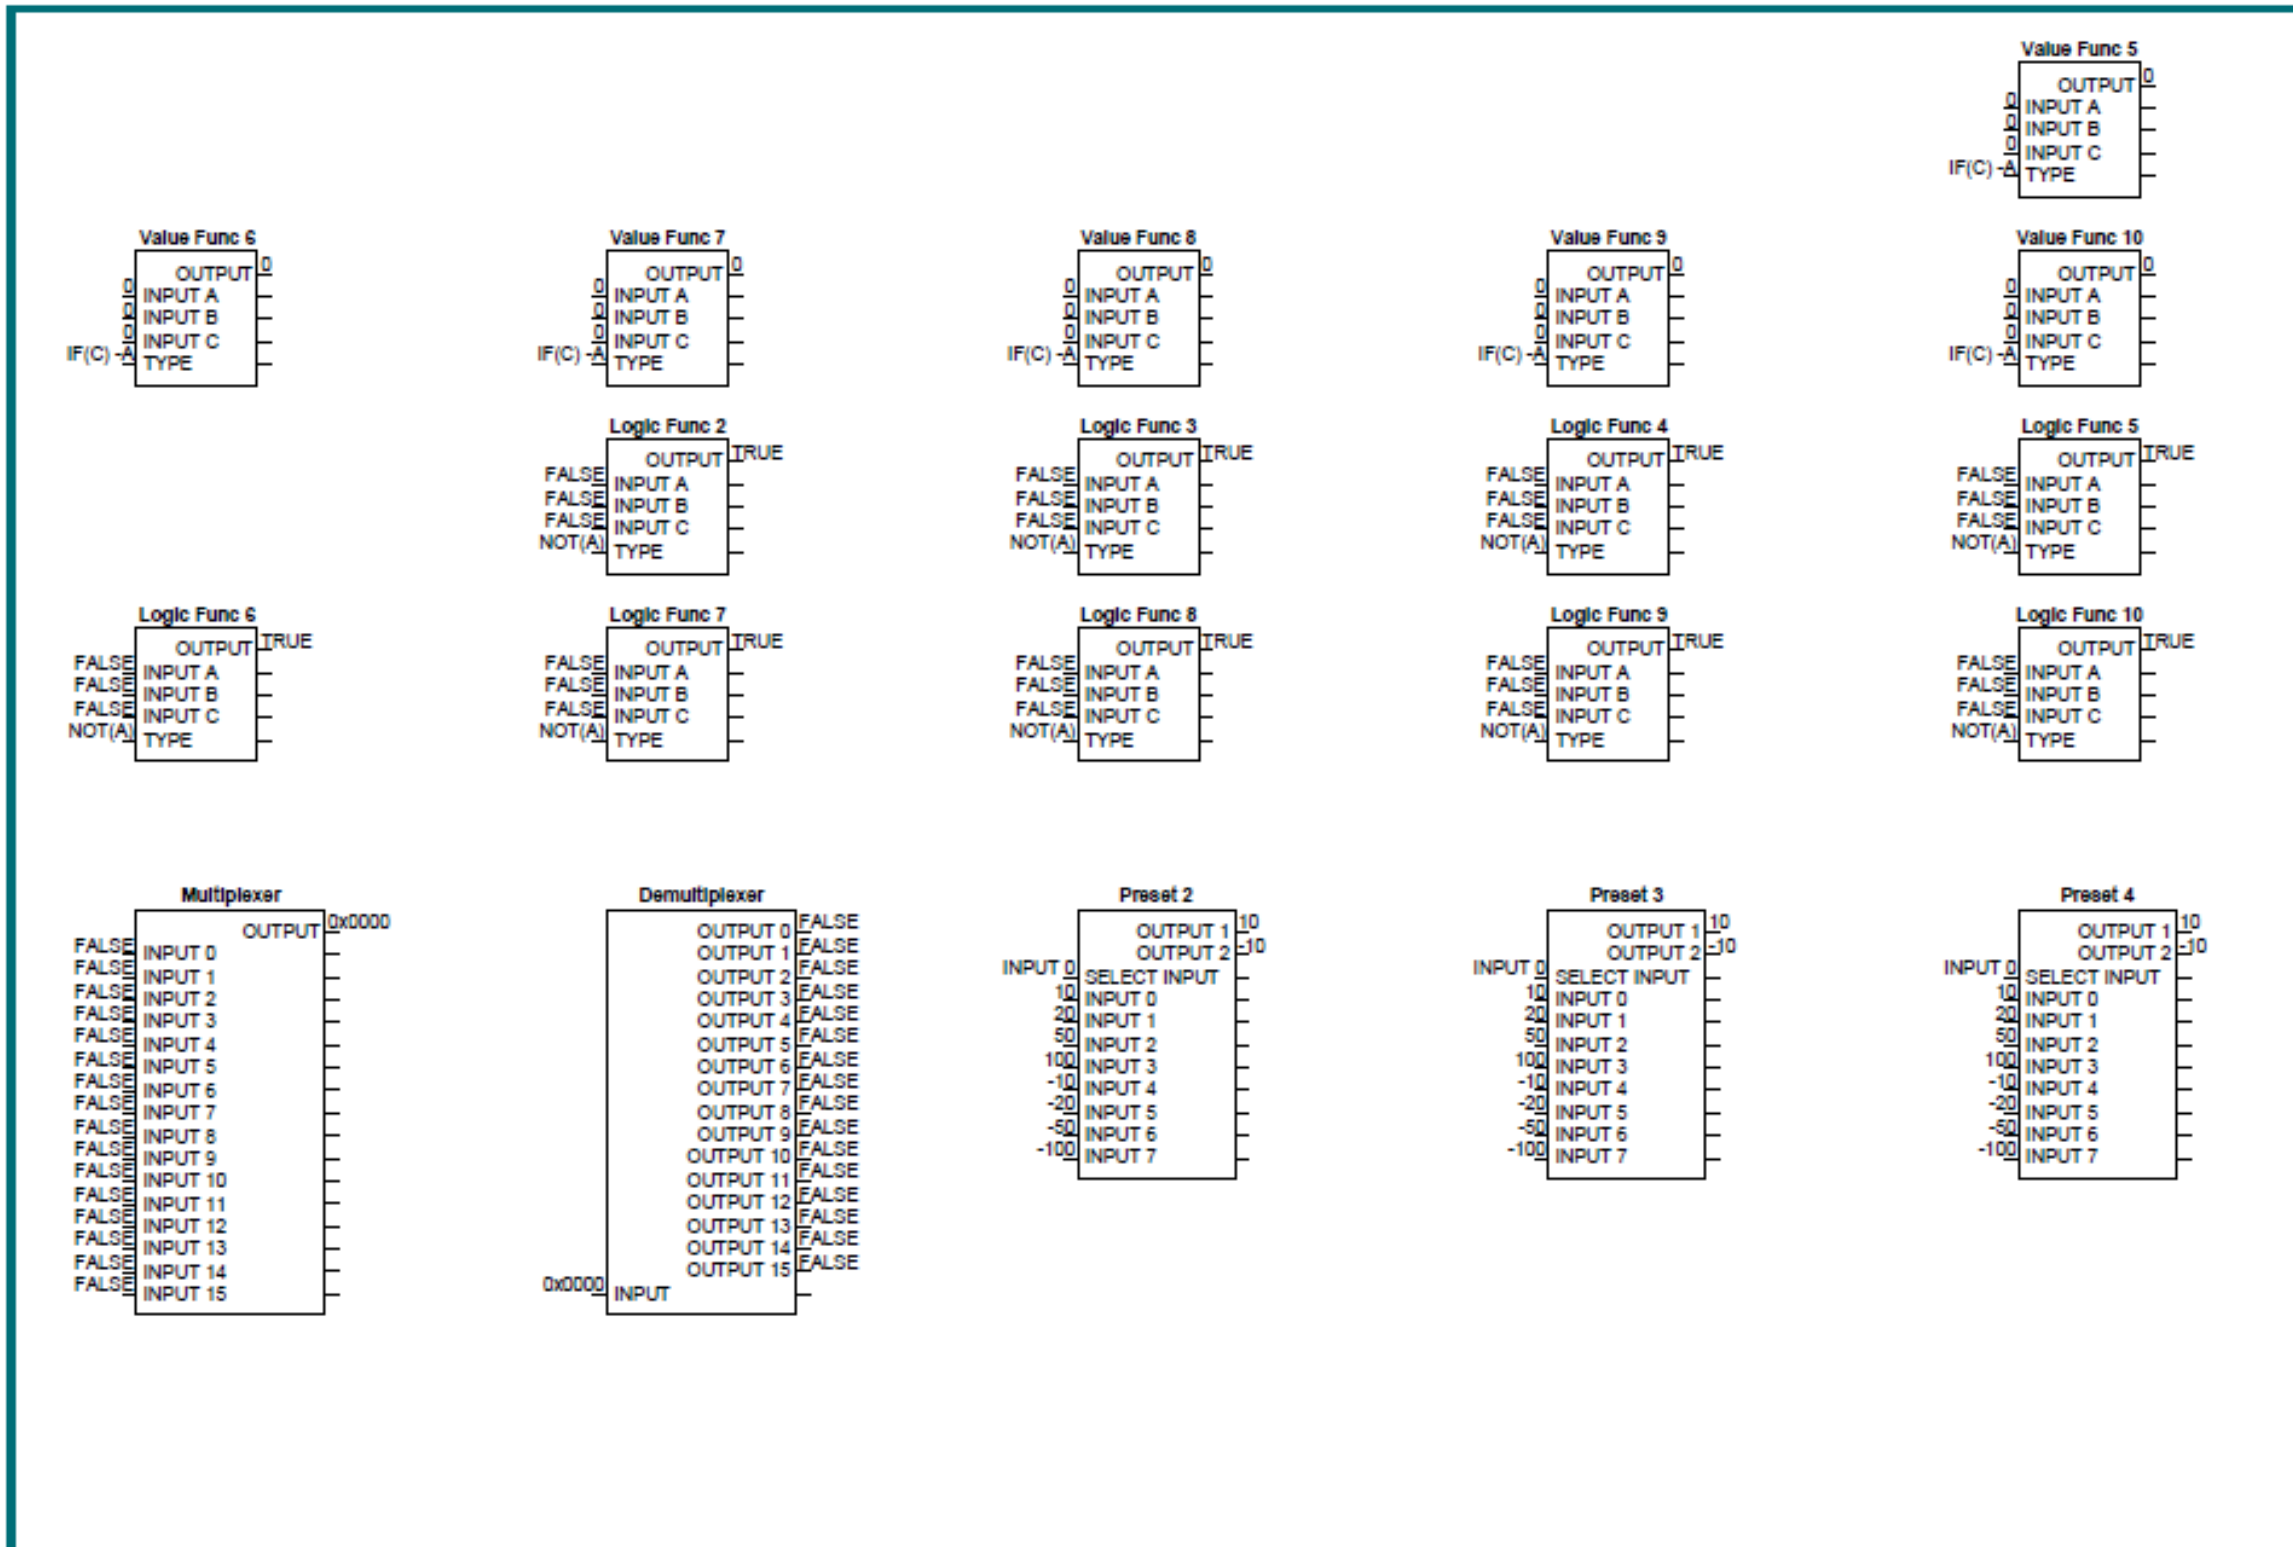 Value Func 5
OUTPUT 0
0 INPUT A
0 INPUT B
0 INPUT C
IF(C) -A TYPE
Value Func 6
OUTPUT 0
0 INPUT A
0 INPUT B
0 INPUT C
IF(C) -A TYPE
Value Func 7
OUTPUT 0
0 INPUT A
0 INPUT B
0 INPUT C
IF(C) -A TYPE
Value Func 8
OUTPUT 0
0 INPUT A
0 INPUT B
0 INPUT C
IF(C) -A TYPE
Value Func 9
OUTPUT 0
0 INPUT A
0 INPUT B
0 INPUT C
IF(C) -A TYPE
Value Func 10
OUTPUT 0
0 INPUT A
0 INPUT B
0 INPUT C
IF(C) -A TYPE
Logic Func 2
OUTPUT TRUE
FALSE INPUT A
FALSE INPUT B
FALSE INPUT C
NOT(A) TYPE
Logic Func 3
OUTPUT TRUE
FALSE INPUT A
FALSE INPUT B
FALSE INPUT C
NOT(A) TYPE
Logic Func 4
OUTPUT TRUE
FALSE INPUT A
FALSE INPUT B
FALSE INPUT C
NOT(A) TYPE
Logic Func 5
OUTPUT TRUE
FALSE INPUT A
FALSE INPUT B
FALSE INPUT C
NOT(A) TYPE
Logic Func 6
OUTPUT TRUE
FALSE INPUT A
FALSE INPUT B
FALSE INPUT C
NOT(A) TYPE
Logic Func 7
OUTPUT TRUE
FALSE INPUT A
FALSE INPUT B
FALSE INPUT C
NOT(A) TYPE
Logic Func 8
OUTPUT TRUE
FALSE INPUT A
FALSE INPUT B
FALSE INPUT C
NOT(A) TYPE
Logic Func 9
OUTPUT TRUE
FALSE INPUT A
FALSE INPUT B
FALSE INPUT C
NOT(A) TYPE
Logic Func 10
OUTPUT TRUE
FALSE INPUT A
FALSE INPUT B
FALSE INPUT C
NOT(A) TYPE
Multiplexer
OUTPUT 0x0000
FALSE INPUT 0
FALSE INPUT 1
FALSE INPUT 2
FALSE INPUT 3
FALSE INPUT 4
FALSE INPUT 5
FALSE INPUT 6
FALSE INPUT 7
FALSE INPUT 8
FALSE INPUT 9
FALSE INPUT 10
FALSE INPUT 11
FALSE INPUT 12
FALSE INPUT 13
FALSE INPUT 14
FALSE INPUT 15
Demultiplexer
OUTPUT 0 FALSE
OUTPUT 1 FALSE
OUTPUT 2 FALSE
OUTPUT 3 FALSE
OUTPUT 4 FALSE
OUTPUT 5 FALSE
OUTPUT 6 FALSE
OUTPUT 7 FALSE
OUTPUT 8 FALSE
OUTPUT 9 FALSE
OUTPUT 10 FALSE
OUTPUT 11 FALSE
OUTPUT 12 FALSE
OUTPUT 13 FALSE
OUTPUT 14 FALSE
OUTPUT 15 FALSE
0x0000 INPUT
Preset 2
OUTPUT 1 10
OUTPUT 2 -10
INPUT 0 SELECT INPUT
10 INPUT 0
20 INPUT 1
50 INPUT 2
100 INPUT 3
-10 INPUT 4
-20 INPUT 5
-50 INPUT 6
-100 INPUT 7
Preset 3
OUTPUT 1 10
OUTPUT 2 -10
INPUT 0 SELECT INPUT
10 INPUT 0
20 INPUT 1
50 INPUT 2
100 INPUT 3
-10 INPUT 4
-20 INPUT 5
-50 INPUT 6
-100 INPUT 7
Preset 4
OUTPUT 1 10
OUTPUT 2 -10
INPUT 0 SELECT INPUT
10 INPUT 0
20 INPUT 1
50 INPUT 2
100 INPUT 3
-10 INPUT 4
-20 INPUT 5
-50 INPUT 6
-100 INPUT 7